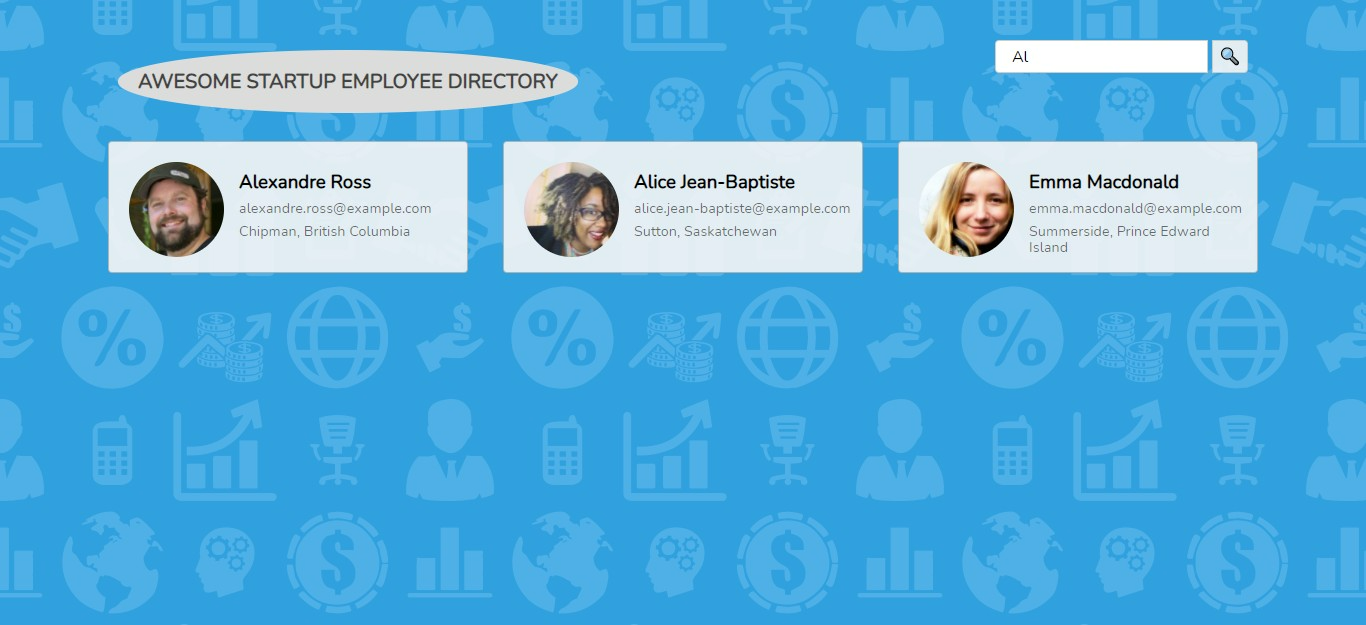 Al
AWESOME STARTUP EMPLOYEE DIRECTORY
Alexandre Ross
alexandre.ross@example.com
Chipman, British Columbia
Alice Jean-Baptiste
alice.jean-baptiste@example.com
Sutton, Saskatchewan
Emma Macdonald
emma.macdonald@example.com
Summerside, Prince Edward
Island